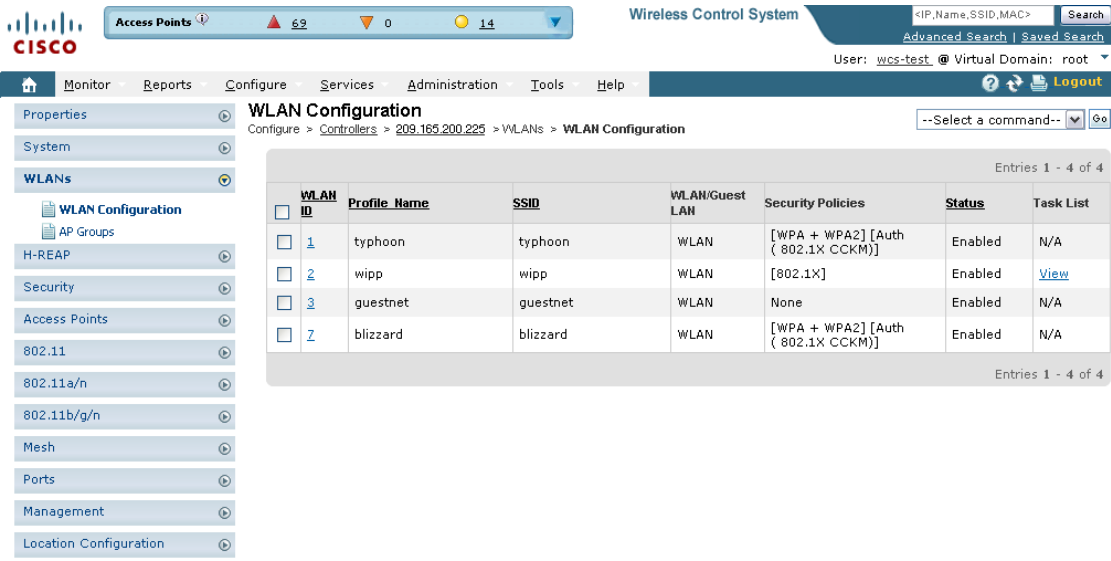 Access Points
69
0
14
Wireless Control System
<IP,Name,SSID,MAC>
Search
Advanced Search | Saved Search
CISCO
User: wcs-test @ Virtual Domain: root
Monitor Reports Configure Services Administration Tools Help
Logout
Properties
System
WLANs
WLAN Configuration
AP Groups
H-REAP
Security
Access Points
802.11
802.11a/n
802.11b/g/n
Mesh
Ports
Management
Location Configuration
WLAN Configuration
Configure > Controllers > 209.165.200.225 > WLANs > WLAN Configuration
--Select a command--
Go
Entries 1 - 4 of 4
WLAN ID Profile Name SSID WLAN/Guest LAN Security Policies Status Task List
1 typhoon typhoon WLAN [WPA + WPA2] [Auth ( 802.1X CCKM)] Enabled N/A
2 wipp wipp WLAN [802.1X] Enabled View
3 guestnet guestnet WLAN None Enabled N/A
7 blizzard blizzard WLAN [WPA + WPA2] [Auth ( 802.1X CCKM)] Enabled N/A
Entries 1 - 4 of 4